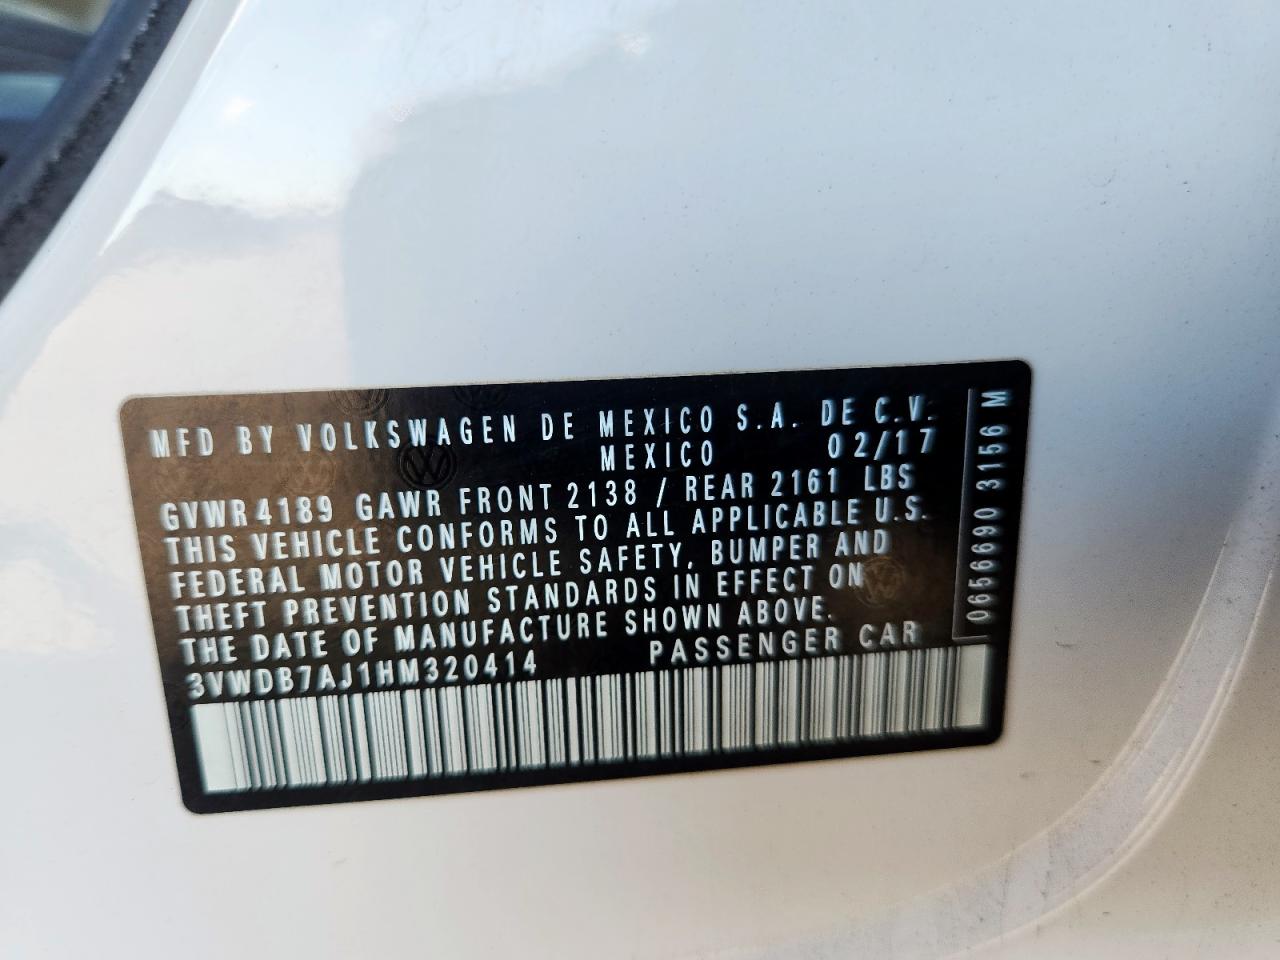 MFD BY VOLKSWAGEN DE MEXICO S.A. DE C.V.
MEXICO 02/17
GVWR 4189 GAWR FRONT 2138 / REAR 2161 LBS
THIS VEHICLE CONFORMS TO ALL APPLICABLE U.S.
FEDERAL MOTOR VEHICLE SAFETY, BUMPER AND
THEFT PREVENTION STANDARDS IN EFFECT ON
THE DATE OF MANUFACTURE SHOWN ABOVE.
3VWDB7AJ1HM320414 PASSENGER CAR
0656690 3156 M